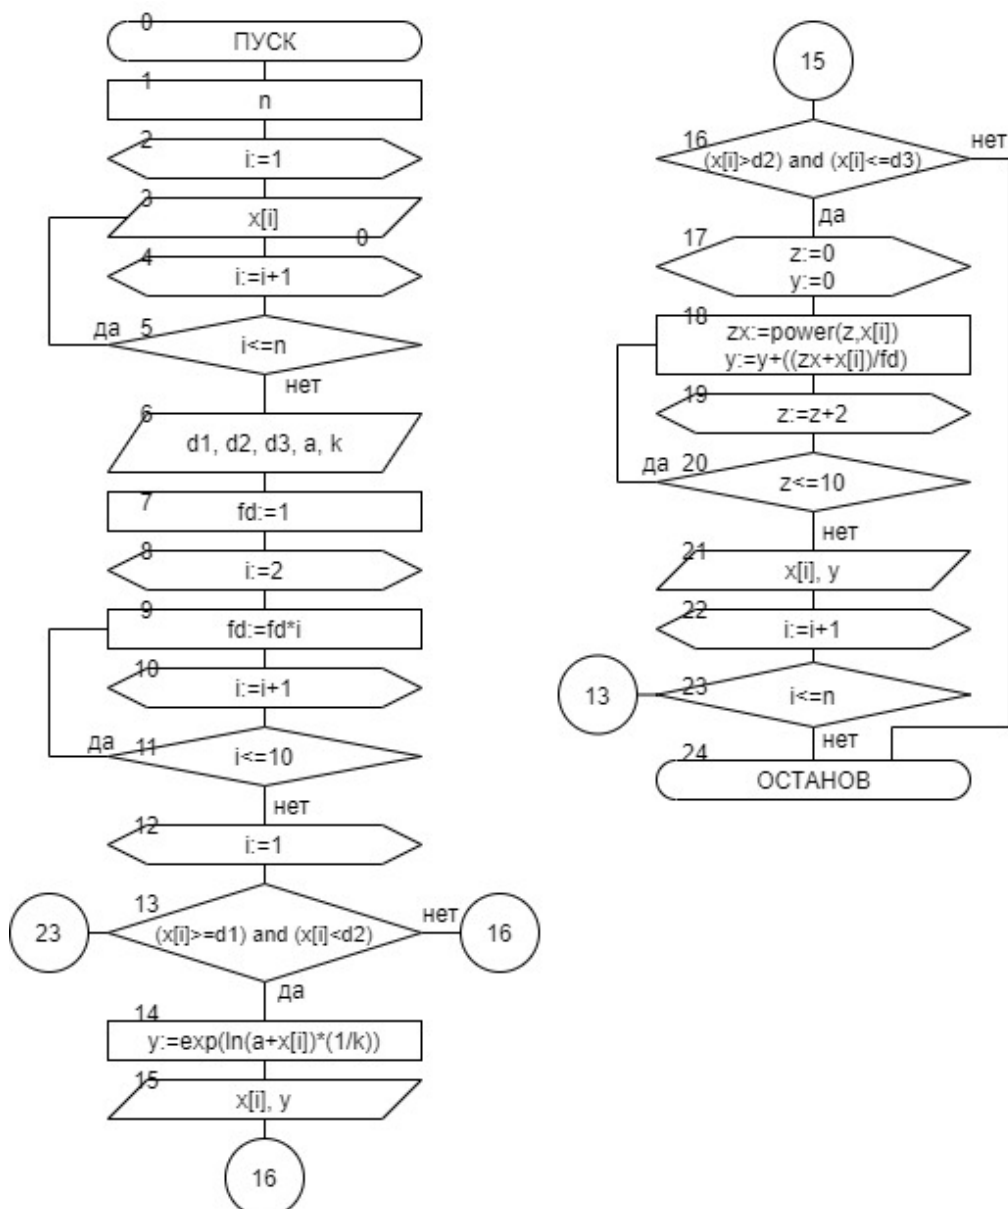 0
ПУСК
1
n
2
i:=1
3
x[i]
0
4
i:=i+1
да
5
i<=n
нет
6
d1, d2, d3, a, k
7
fd:=1
8
i:=2
9
fd:=fd*i
10
i:=i+1
да
11
i<=10
нет
12
i:=1
13
23
(x[i]>=d1) and (x[i]<d2)
нет
16
да
14
y:=exp(ln(a+x[i])*(1/k))
15
x[i], y
16
15
16
(x[i]>d2) and (x[i]<=d3)
нет
да
17
z:=0
y:=0
18
zx:=power(z,x[i])
y:=y+((zx+x[i])/fd)
19
z:=z+2
да
20
z<=10
нет
21
x[i], y
22
i:=i+1
13
23
i<=n
нет
24
ОСТАНОВ